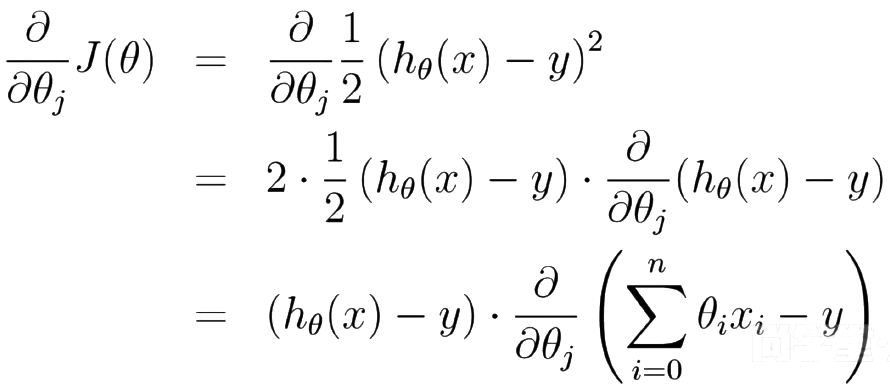 ∂/∂θ_j J(θ) = ∂/∂θ_j 1/2 (h_θ(x) − y)²
= 2 · 1/2 (h_θ(x) − y) · ∂/∂θ_j (h_θ(x) − y)
= (h_θ(x) − y) · ∂/∂θ_j (∑_{i=0}^{n} θ_i x_i − y)